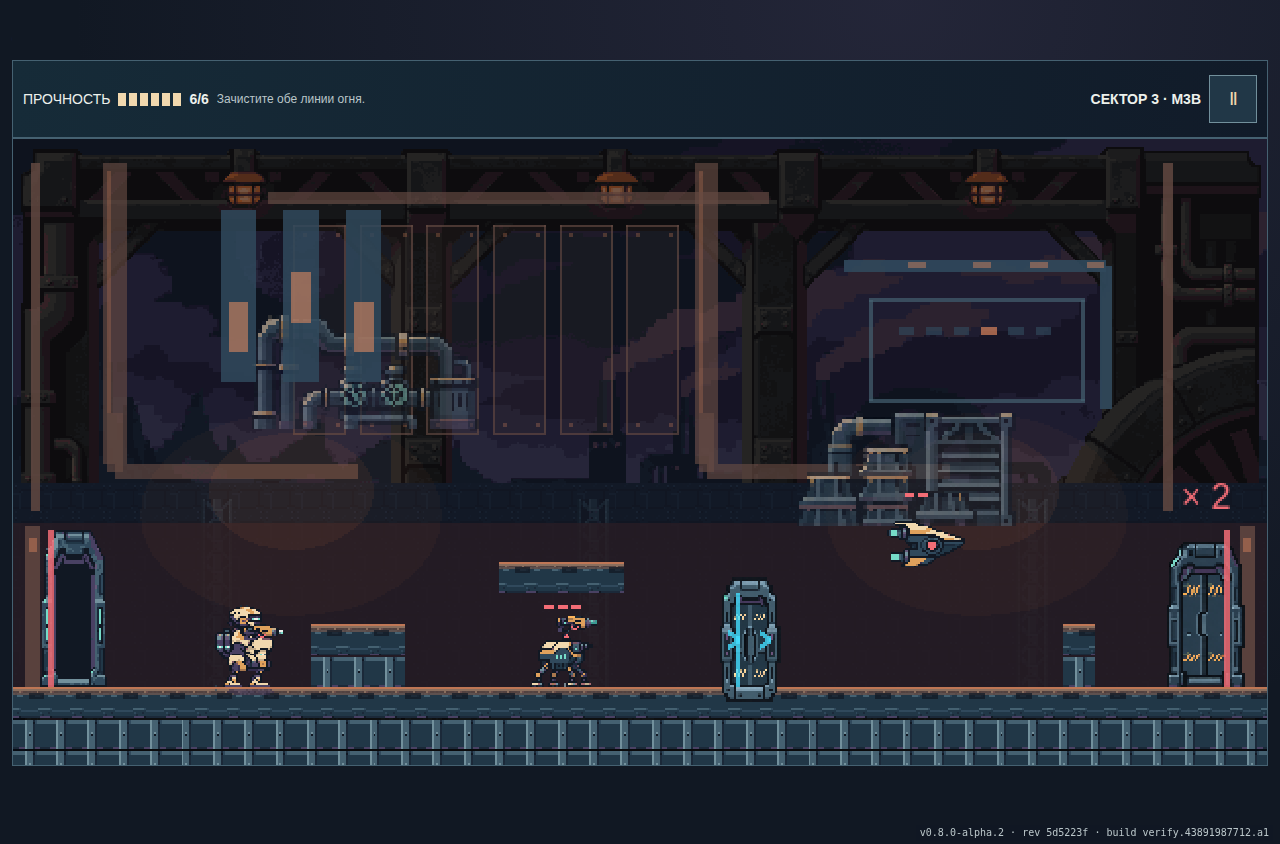 ПРОЧНОСТЬ 6/6 Зачистите обе линии огня.
СЕКТОР 3 · МЗВ
II
× 2
v0.8.0-alpha.2 · rev 5d5223f · build verify.43891987712.a1